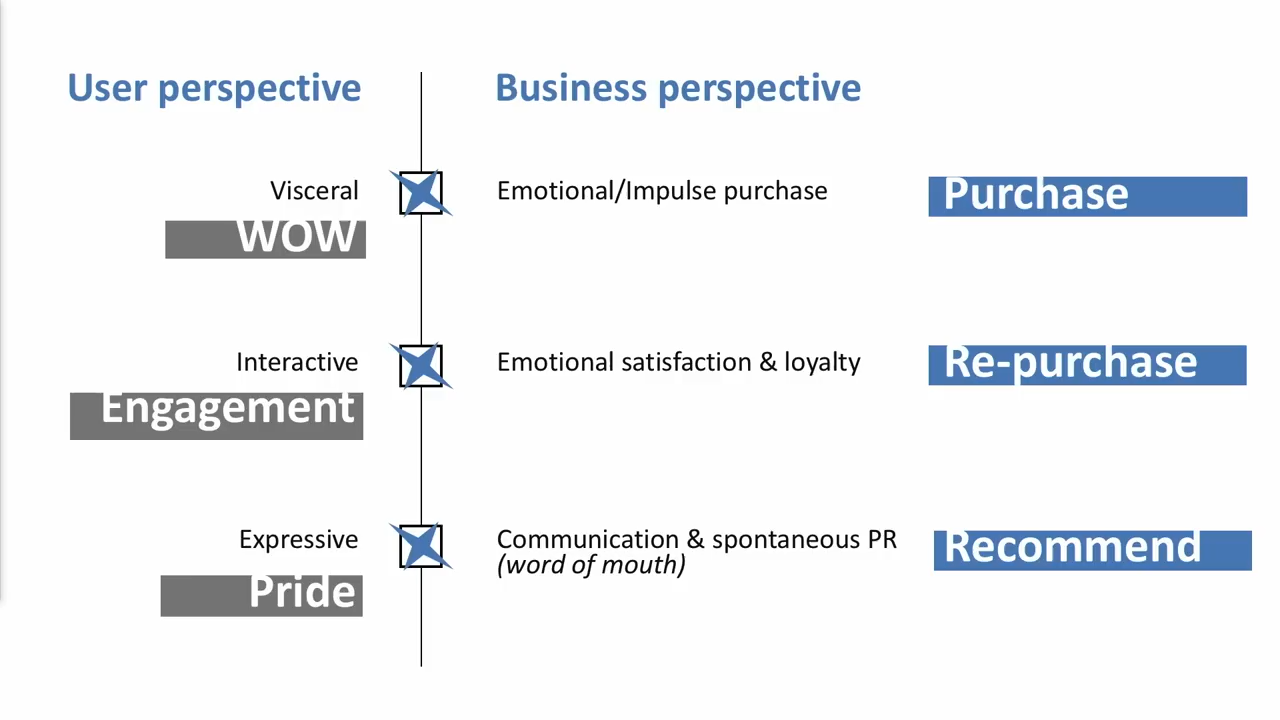 User perspective
Business perspective
Visceral
Emotional/Impulse purchase
Purchase
WOW
Interactive
Emotional satisfaction & loyalty
Re-purchase
Engagement
Expressive
Communication & spontaneous PR
(word of mouth)
Recommend
Pride